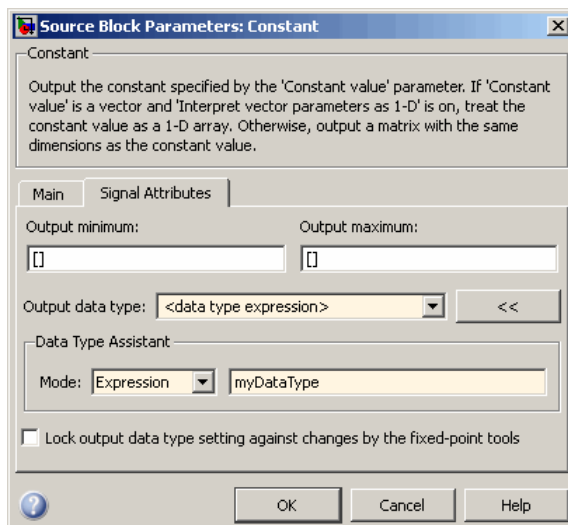 Source Block Parameters: Constant
Constant
Output the constant specified by the 'Constant value' parameter. If 'Constant
value' is a vector and 'Interpret vector parameters as 1-D' is on, treat the
constant value as a 1-D array. Otherwise, output a matrix with the same
dimensions as the constant value.
Main Signal Attributes
Output minimum: Output maximum:
[] []
Output data type: <data type expression> <<
Data Type Assistant
Mode: Expression myDataType
Lock output data type setting against changes by the fixed-point tools
? OK Cancel Help